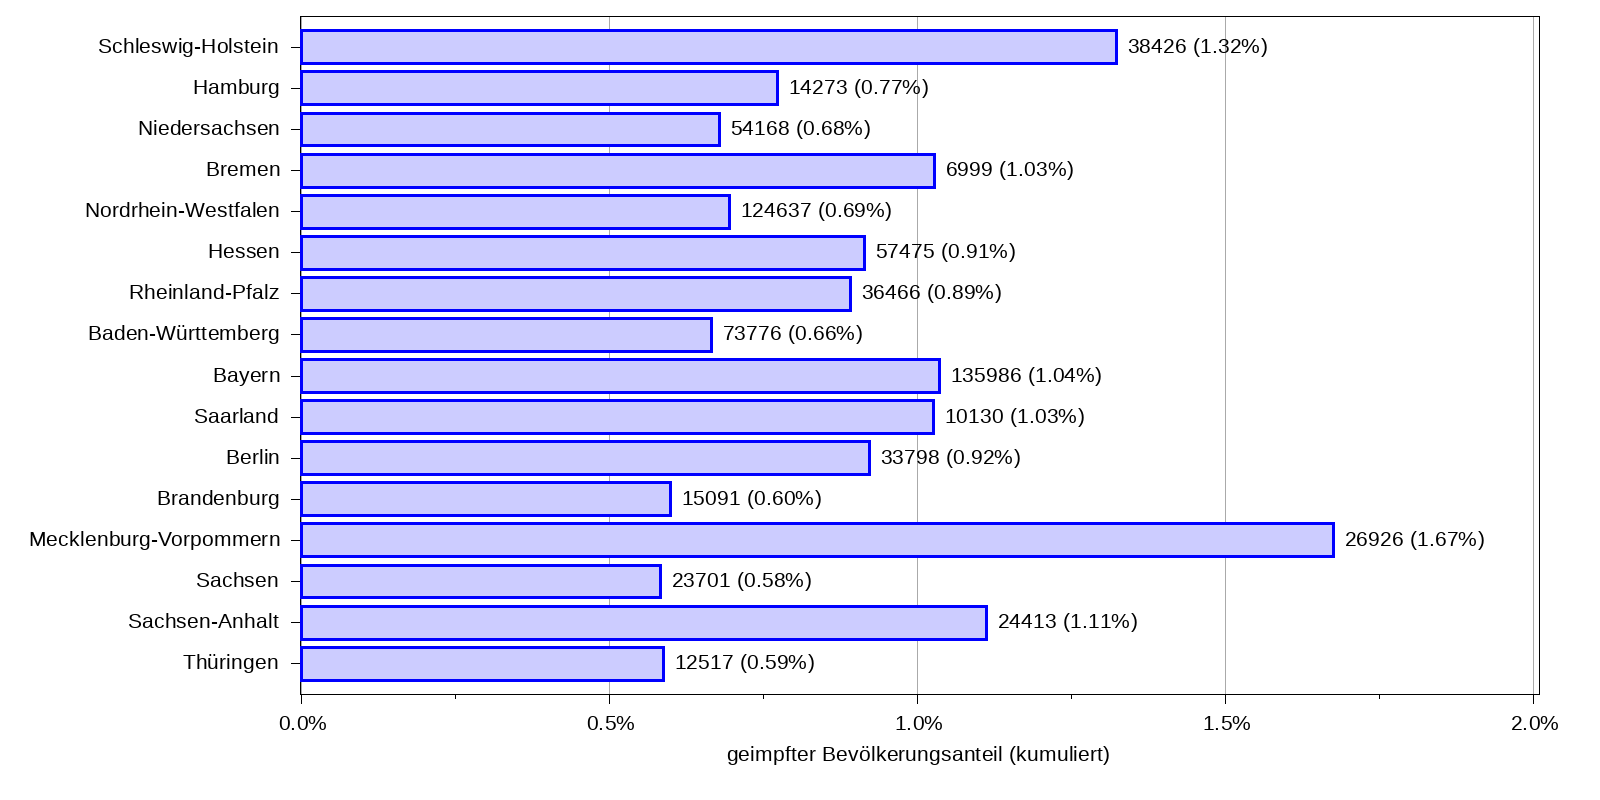 Schleswig-Holstein 38426 (1.32%)
Hamburg 14273 (0.77%)
Niedersachsen 54168 (0.68%)
Bremen 6999 (1.03%)
Nordrhein-Westfalen 124637 (0.69%)
Hessen 57475 (0.91%)
Rheinland-Pfalz 36466 (0.89%)
Baden-Württemberg 73776 (0.66%)
Bayern 135986 (1.04%)
Saarland 10130 (1.03%)
Berlin 33798 (0.92%)
Brandenburg 15091 (0.60%)
Mecklenburg-Vorpommern 26926 (1.67%)
Sachsen 23701 (0.58%)
Sachsen-Anhalt 24413 (1.11%)
Thüringen 12517 (0.59%)
0.0% 0.5% 1.0% 1.5% 2.0%
geimpfter Bevölkerungsanteil (kumuliert)